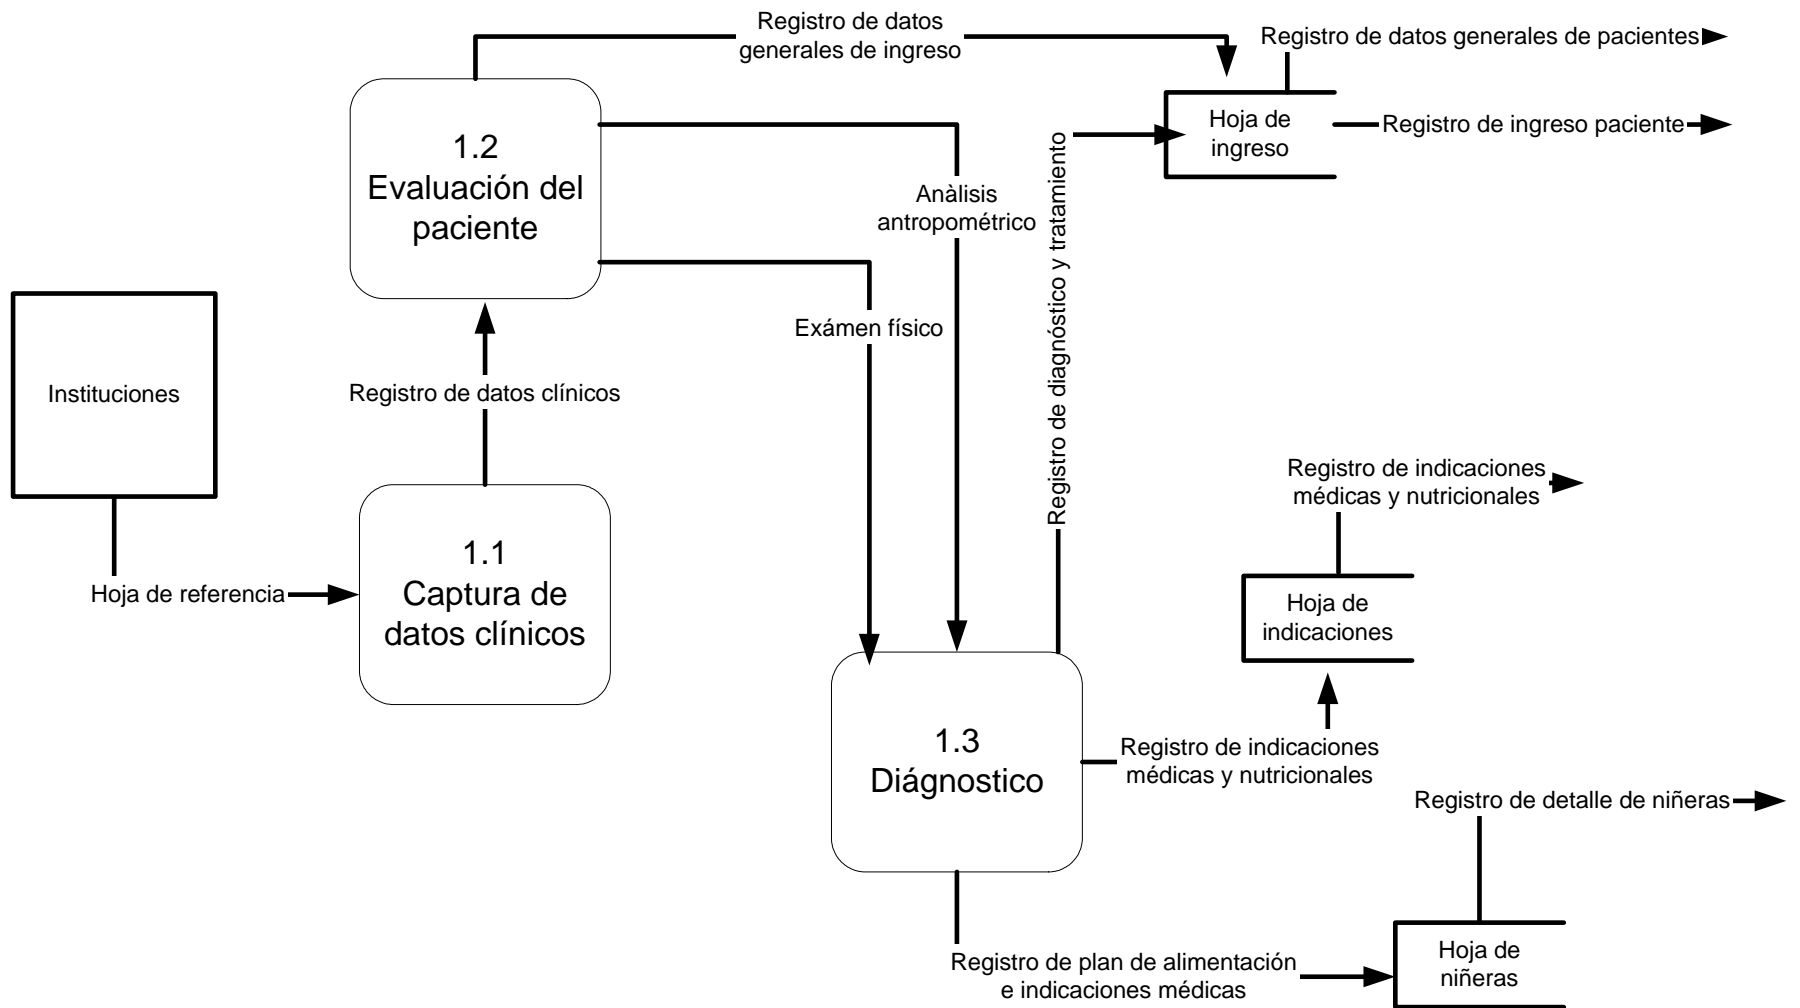 Registro de datos
generales de ingreso
Registro de datos generales de pacientes
1.2
Evaluación del
paciente
Hoja de
ingreso
Registro de ingreso paciente
Anàlisis
antropométrico
Registro de diagnóstico y tratamiento
Exámen físico
Instituciones
Registro de datos clínicos
Registro de indicaciones
médicas y nutricionales
1.1
Captura de
datos clínicos
Hoja de referencia
Hoja de
indicaciones
1.3
Diágnostico
Registro de indicaciones
médicas y nutricionales
Registro de detalle de niñeras
Registro de plan de alimentación
e indicaciones médicas
Hoja de
niñeras